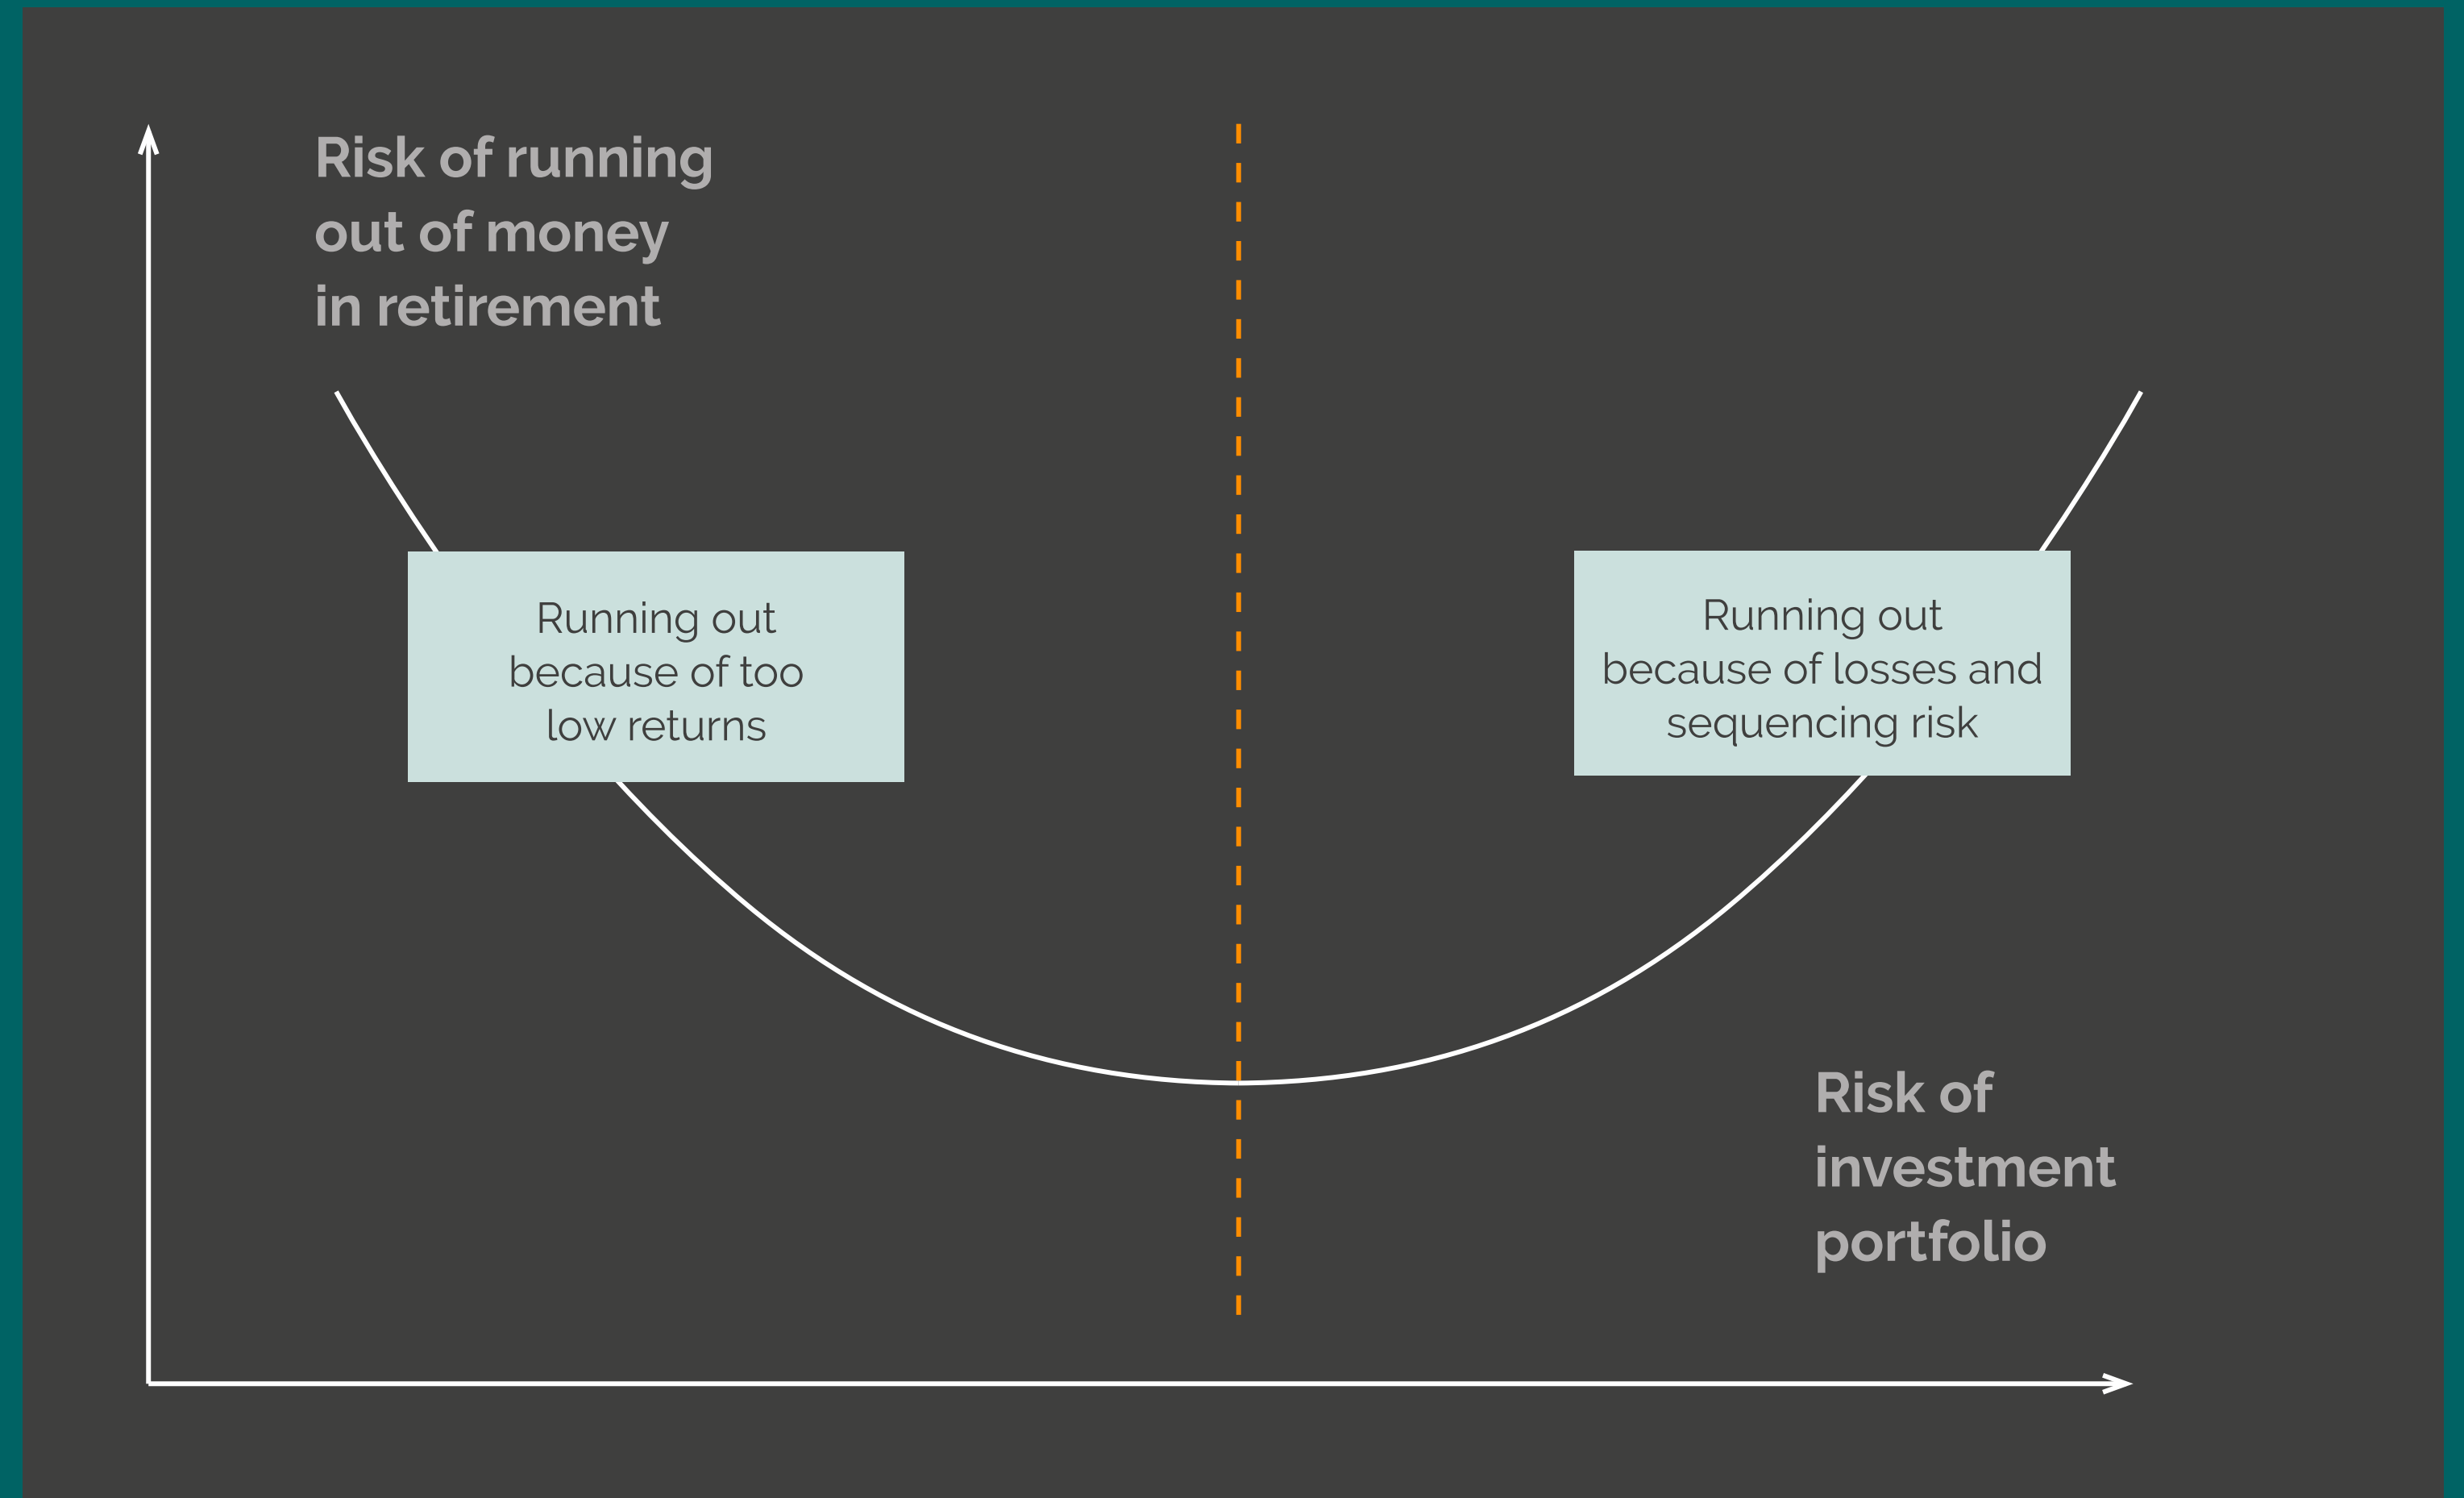 Risk of running
out of money
in retirement
Running out
because of too
low returns
Running out
because of losses and
sequencing risk
Risk of
investment
portfolio